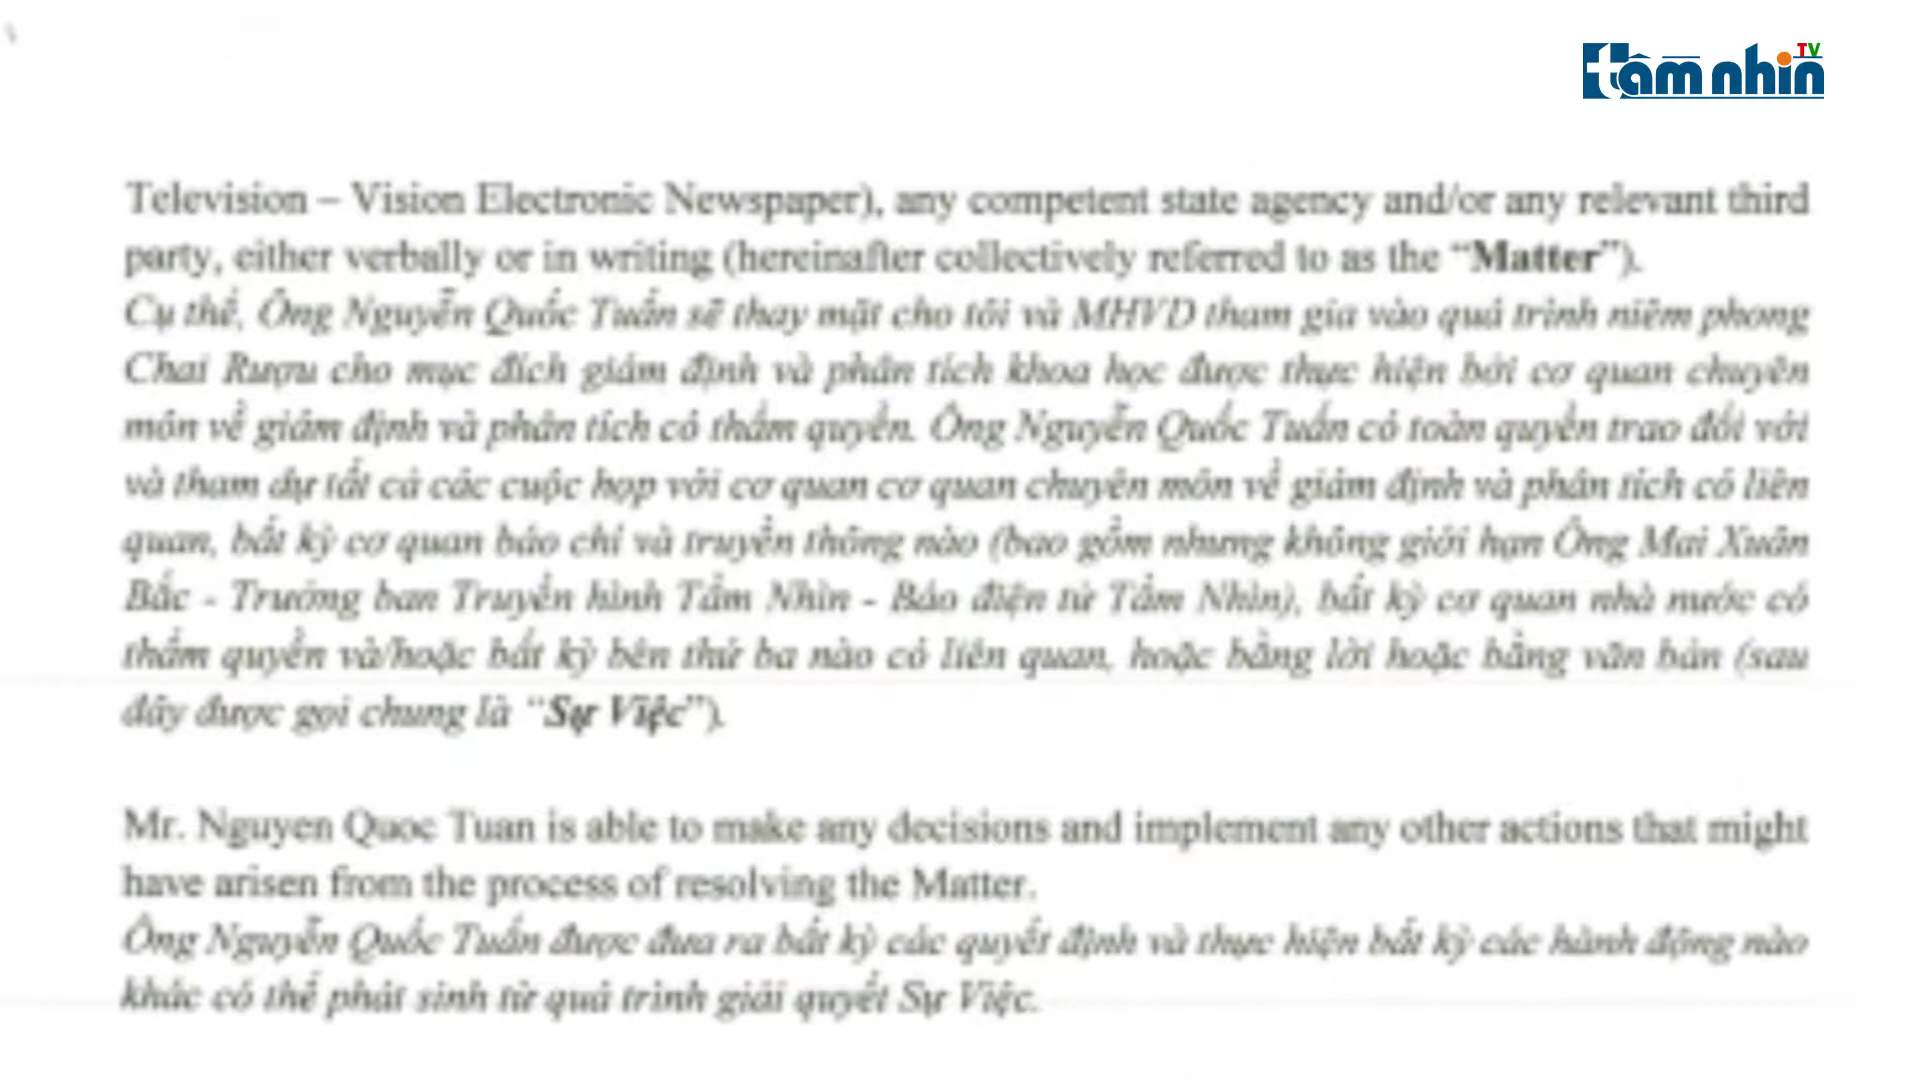 tầm nhìn TV
Television – Vision Electronic Newspaper), any competent state agency and/or any relevant third
party, either verbally or in writing (hereinafter collectively referred to as the “Matter”).
Cụ thể, Ông Nguyễn Quốc Tuấn sẽ thay mặt cho tôi và MHVD tham gia vào quá trình niêm phong
Chai Rượu cho mục đích giám định và phân tích khoa học được thực hiện bởi cơ quan chuyên
môn về giám định và phân tích có thẩm quyền. Ông Nguyễn Quốc Tuấn có toàn quyền trao đổi với
và tham dự tất cả các cuộc họp với cơ quan cơ quan chuyên môn về giám định và phân tích có liên
quan, bất kỳ cơ quan báo chí và truyền thông nào (bao gồm nhưng không giới hạn Ông Mai Xuân
Bắc - Trưởng ban Truyền hình Tầm Nhìn - Báo điện tử Tầm Nhìn), bất kỳ cơ quan nhà nước có
thẩm quyền và/hoặc bất kỳ bên thứ ba nào có liên quan, hoặc bằng lời hoặc bằng văn bản (sau
đây được gọi chung là “Sự Việc”).
Mr. Nguyen Quoc Tuan is able to make any decisions and implement any other actions that might
have arisen from the process of resolving the Matter.
Ông Nguyễn Quốc Tuấn được đưa ra bất kỳ các quyết định và thực hiện bất kỳ các hành động nào
khác có thể phát sinh từ quá trình giải quyết Sự Việc.